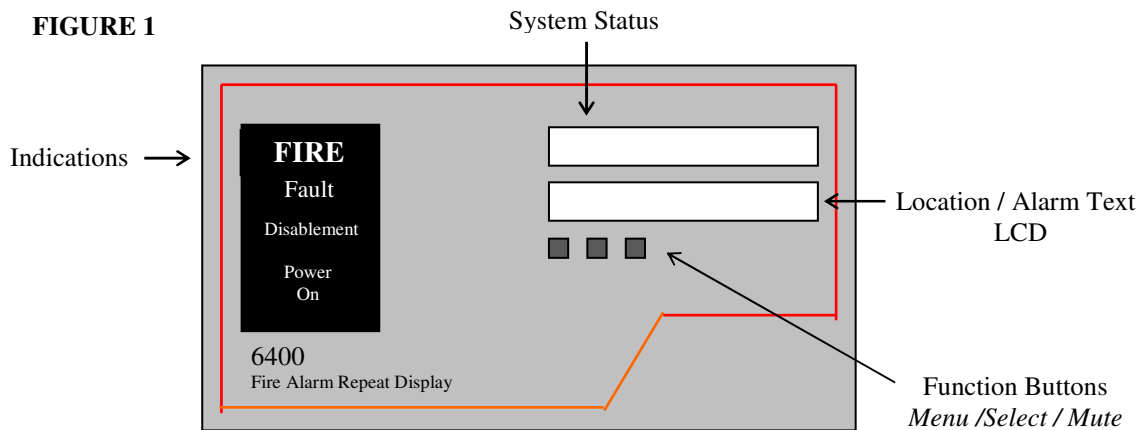 FIGURE 1
System Status
Indications
FIRE
Fault
Disablement
Power
On
Location / Alarm Text
LCD
6400
Fire Alarm Repeat Display
Function Buttons
Menu /Select / Mute